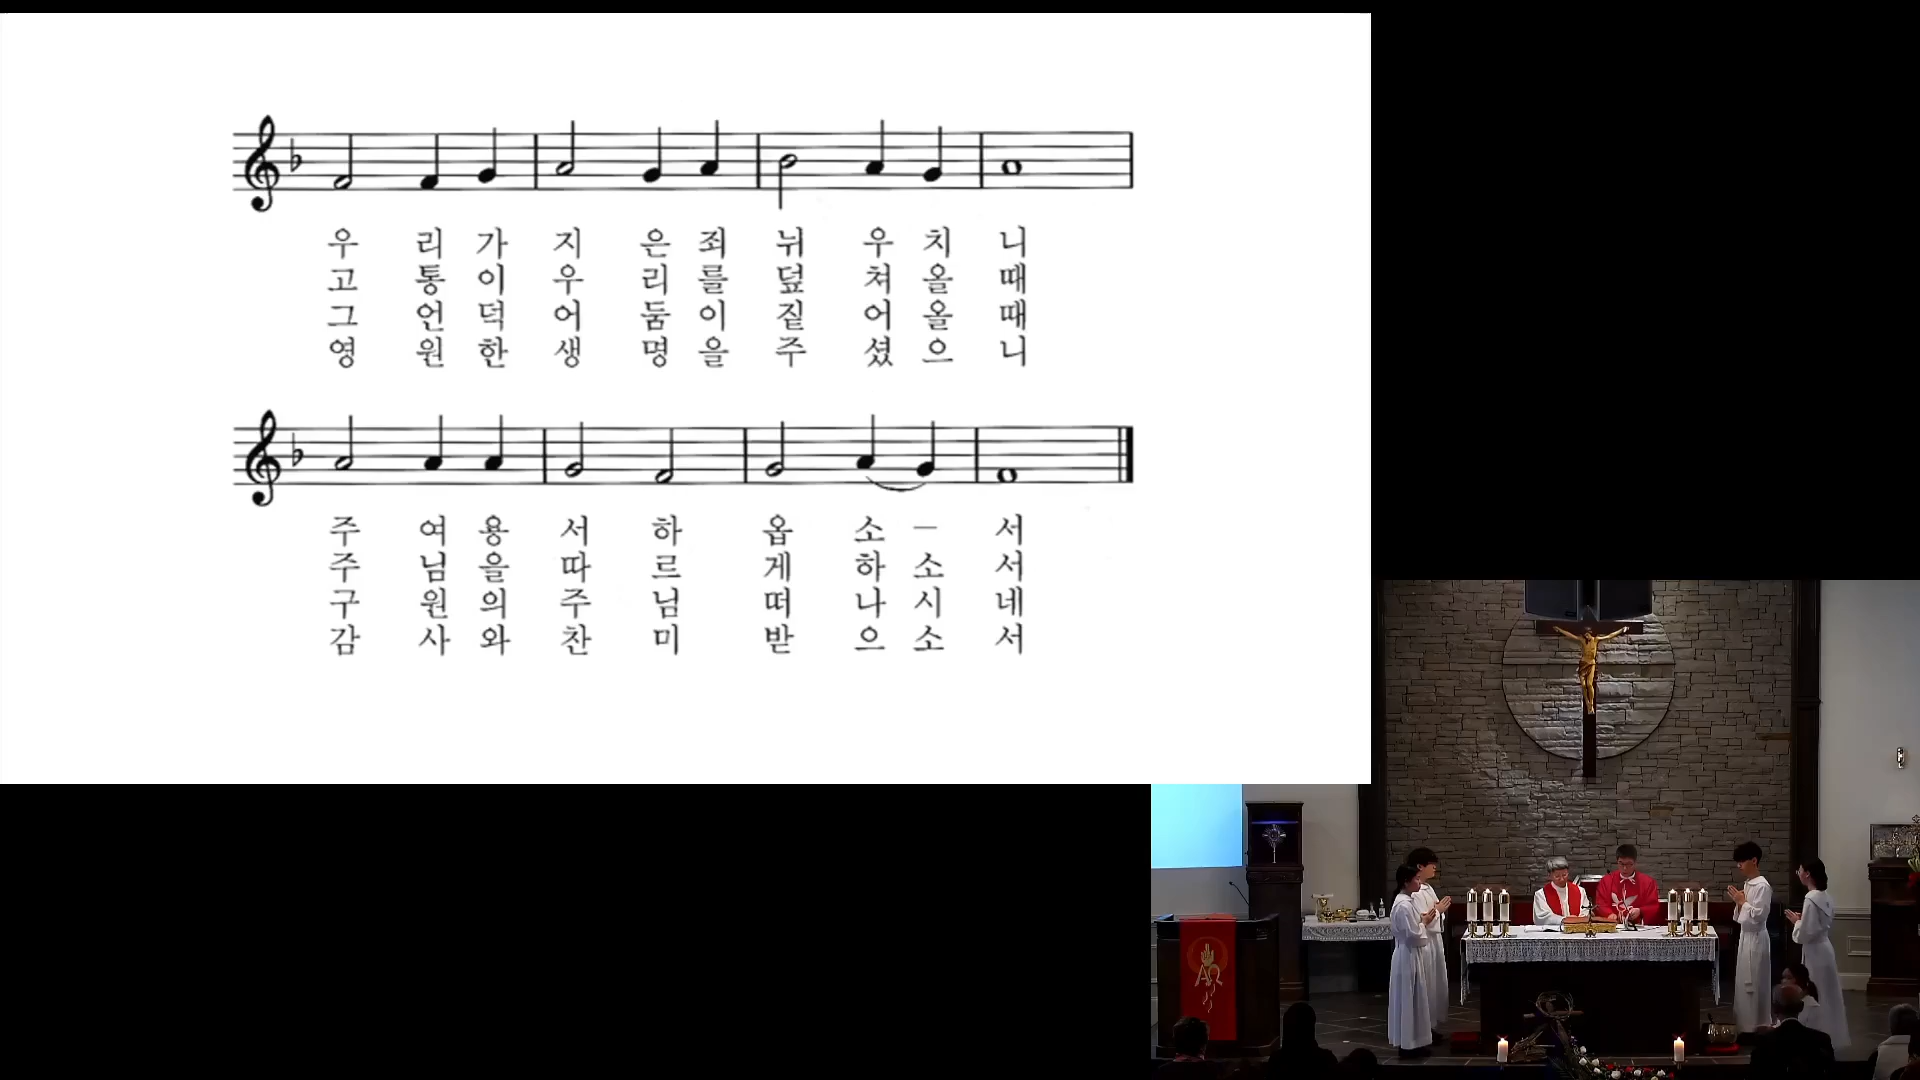 우 리 가 지 은 죄 뉘 우 치 니
고 통 이 우 리 를 덮 쳐 올 때
그 언 덕 어 둠 이 짙 어 올 때
영 원 한 생 명 을 주 셨 으 니
주 여 용 서 하 옵 소 – 서
주 님 을 따 르 게 하 소 서
구 원 의 주 님 떠 나 시 네
감 사 와 찬 미 받 으 소 서
ΑΩ